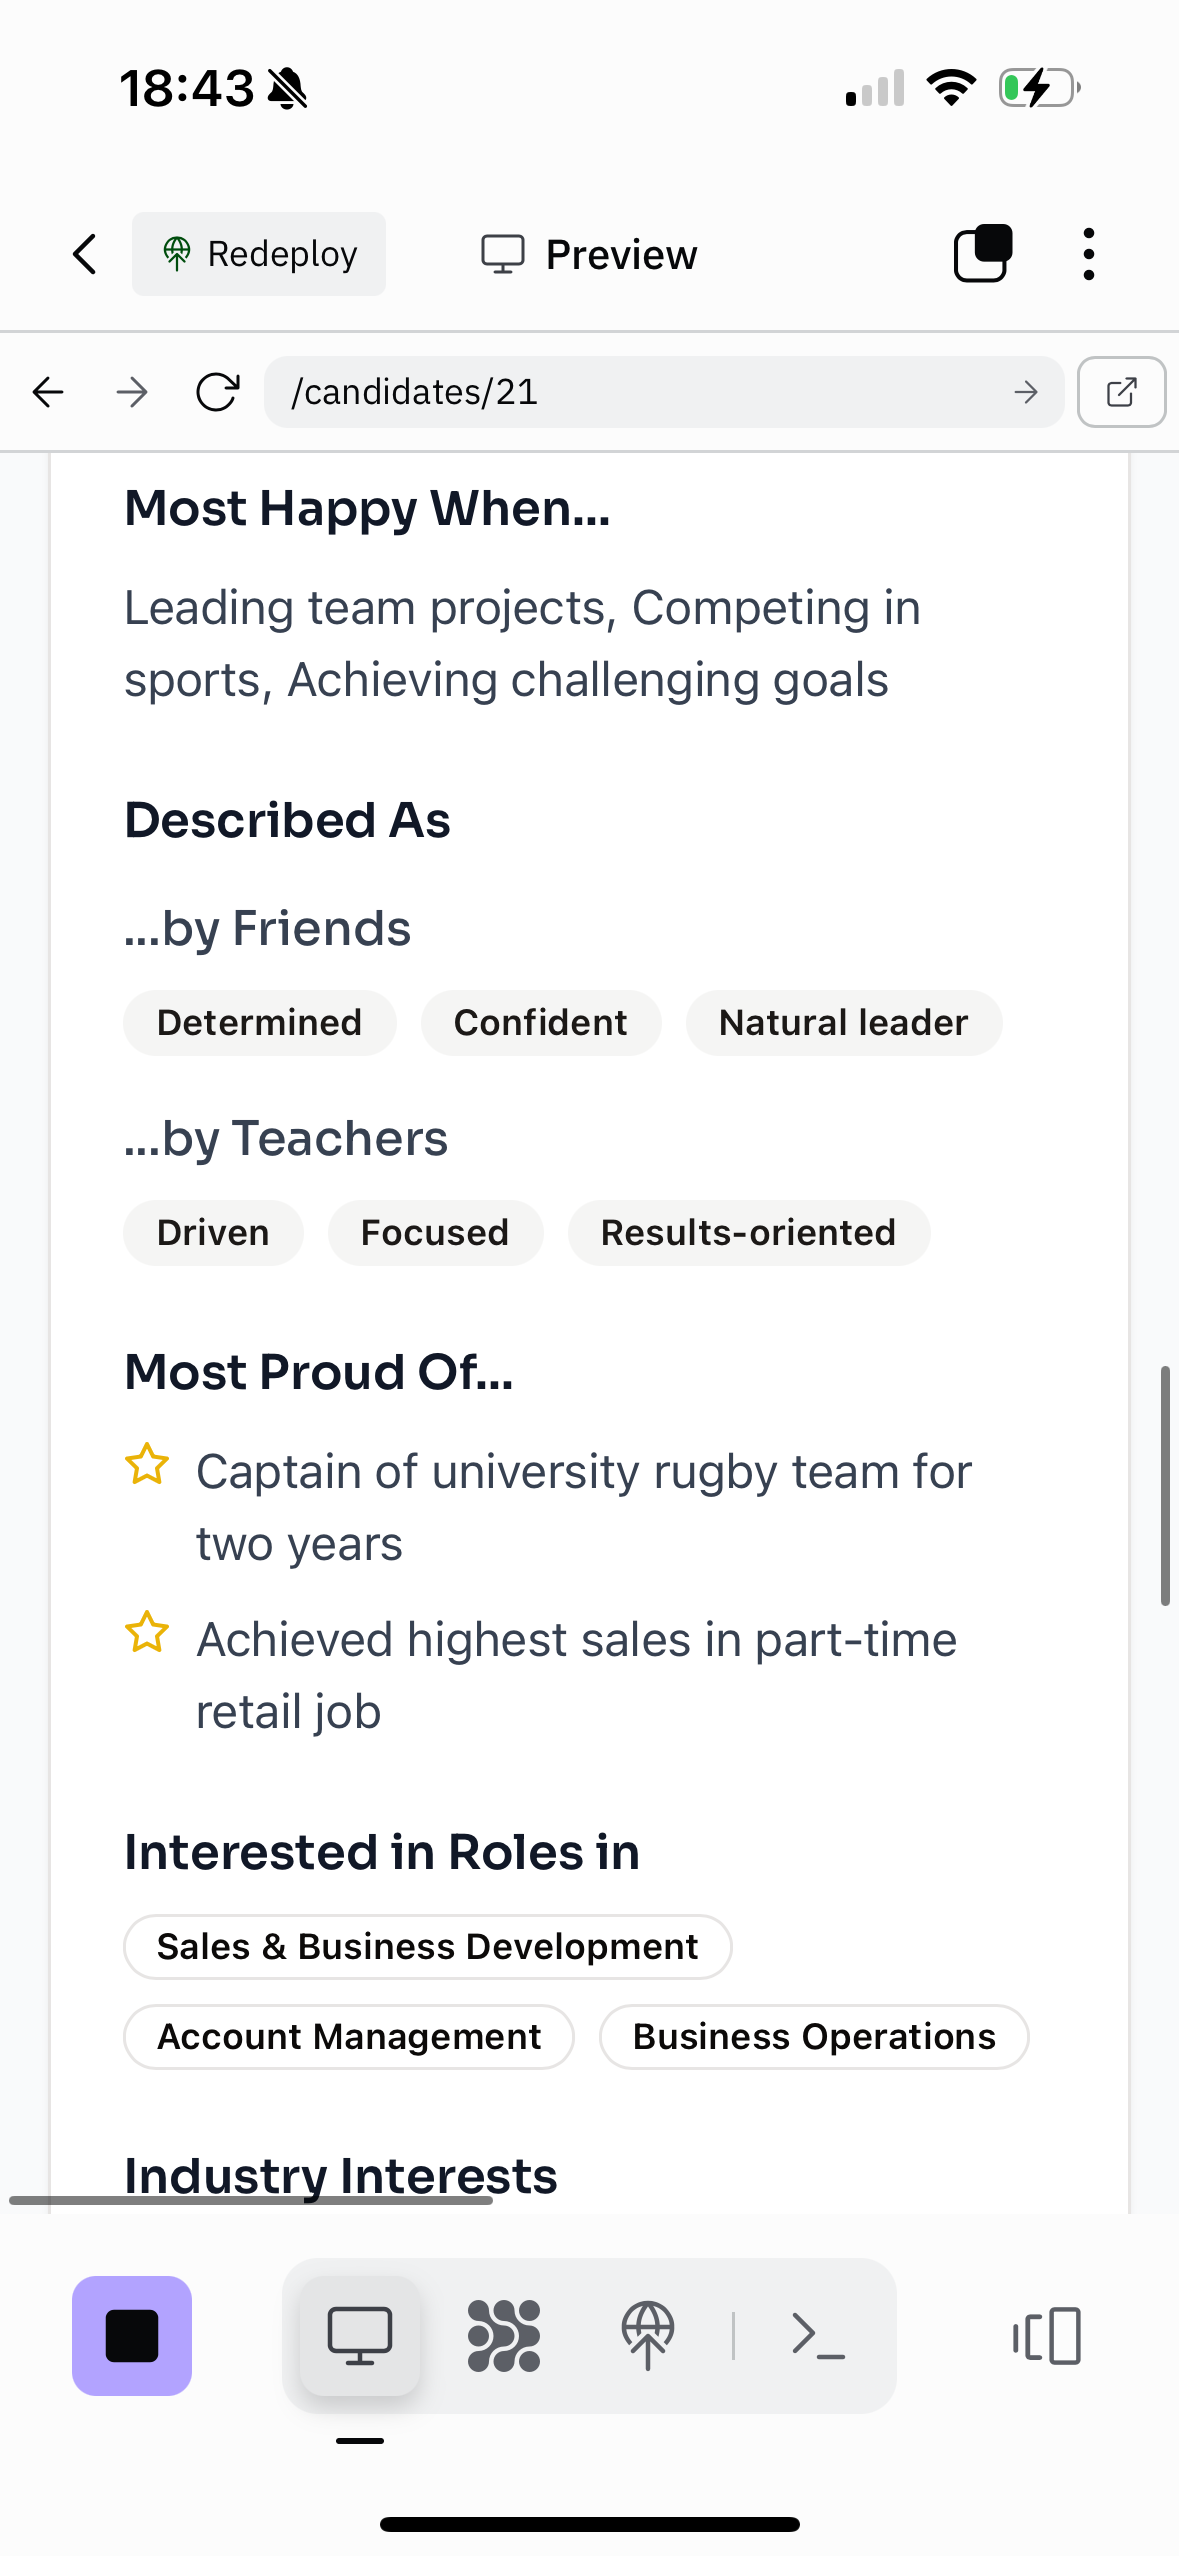 18:43
Redeploy
Preview
/candidates/21
Most Happy When...
Leading team projects, Competing in
sports, Achieving challenging goals
Described As
...by Friends
Determined Confident Natural leader
...by Teachers
Driven Focused Results-oriented
Most Proud Of...
Captain of university rugby team for
two years
Achieved highest sales in part-time
retail job
Interested in Roles in
Sales & Business Development
Account Management Business Operations
Industry Interests